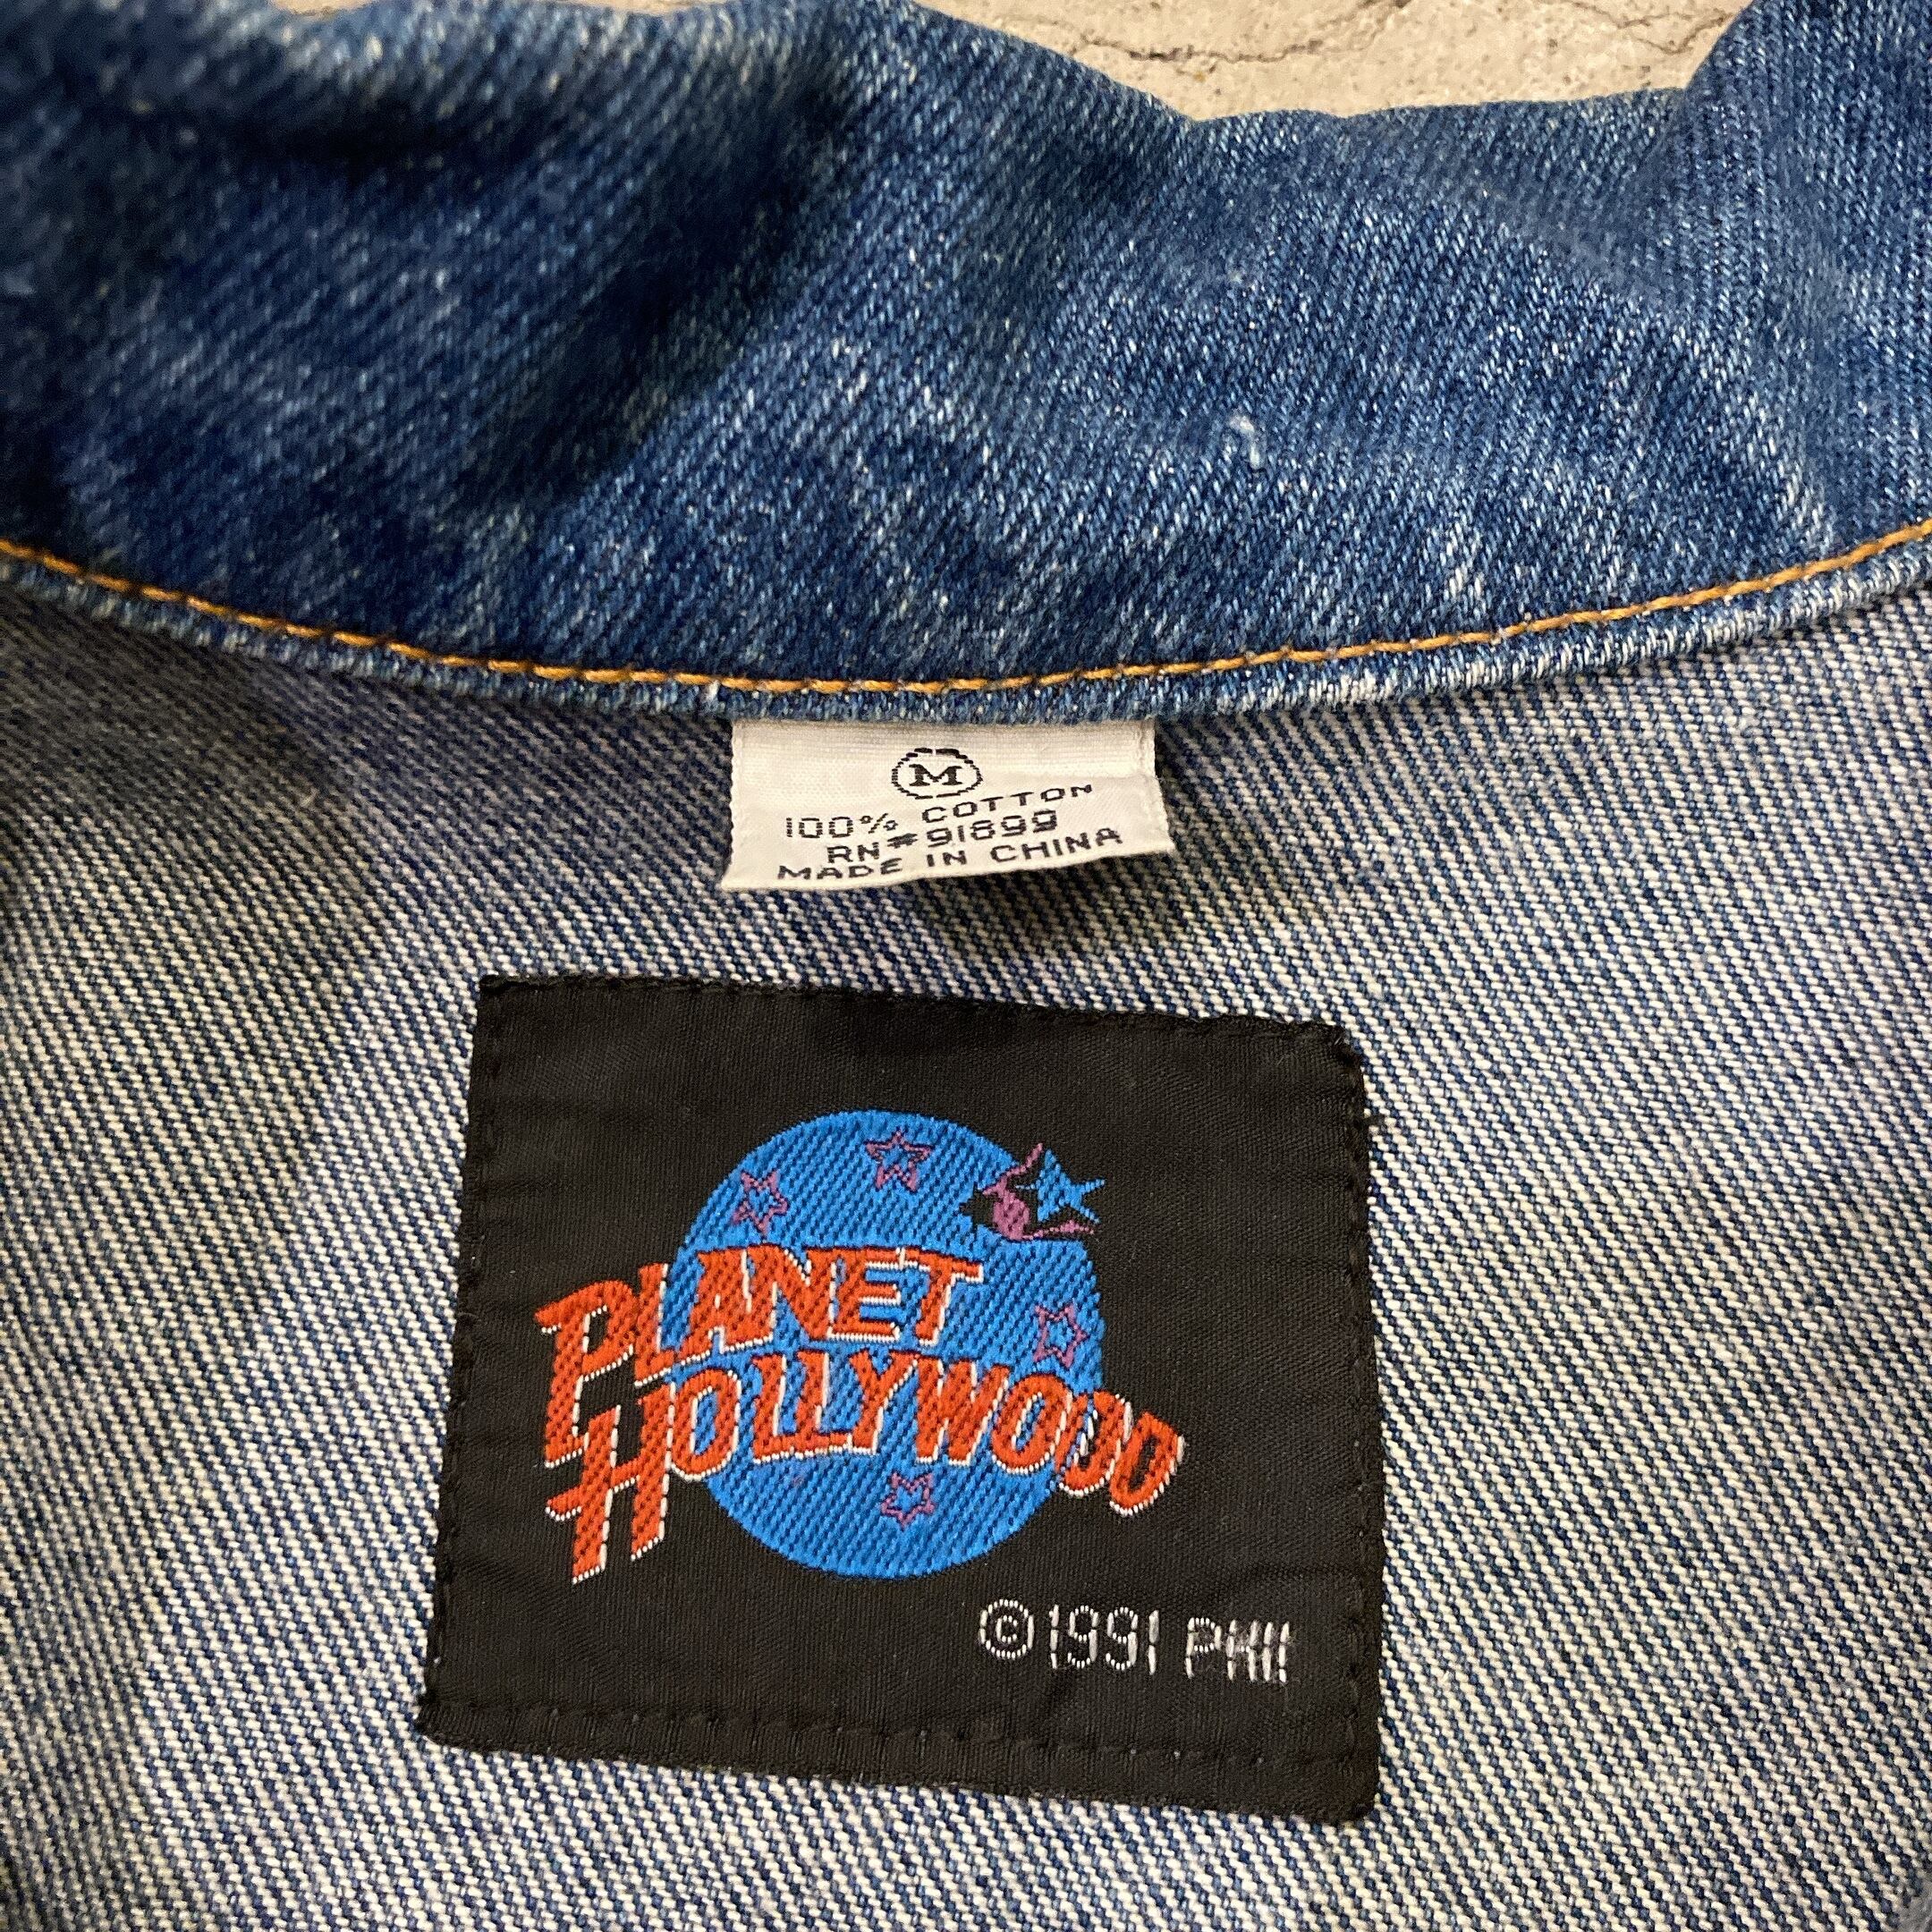 M
100% COTTON
RN#91899
MADE IN CHINA
PLANET
HOLLYWOOD
©1991 PHII